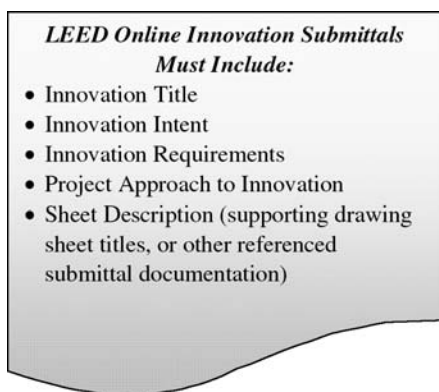 LEED Online Innovation Submittals
Must Include:
• Innovation Title
• Innovation Intent
• Innovation Requirements
• Project Approach to Innovation
• Sheet Description (supporting drawing
sheet titles, or other referenced
submittal documentation)